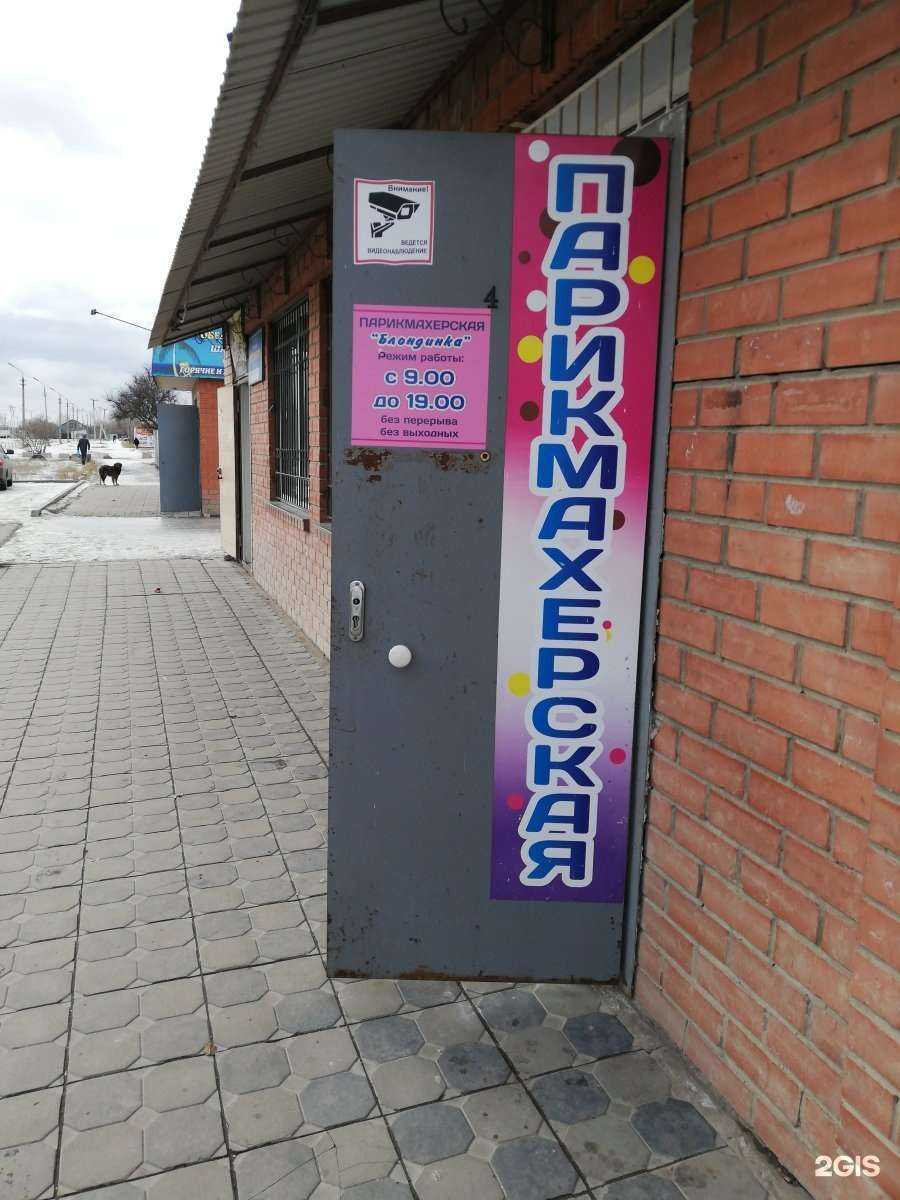 Внимание!
ВЕДЕТСЯ
ВИДЕОНАБЛЮДЕНИЕ
4
ПАРИКМАХЕРСКАЯ
"Блондинка"
Режим работы:
с 9.00
до 19.00
без перерыва
без выходных
ПАРИКМАХЕРСКАЯ
ГОРЯЧИЕ И
2GIS